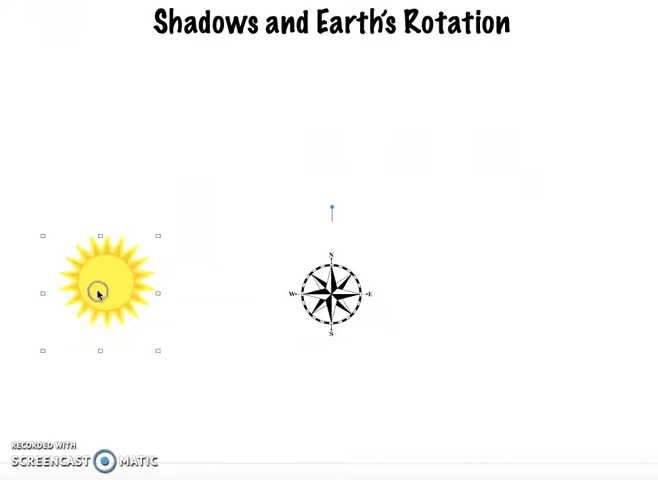 Shadows and Earth's Rotation
N
W E
S
RECORDED WITH
SCREENCAST MATIC